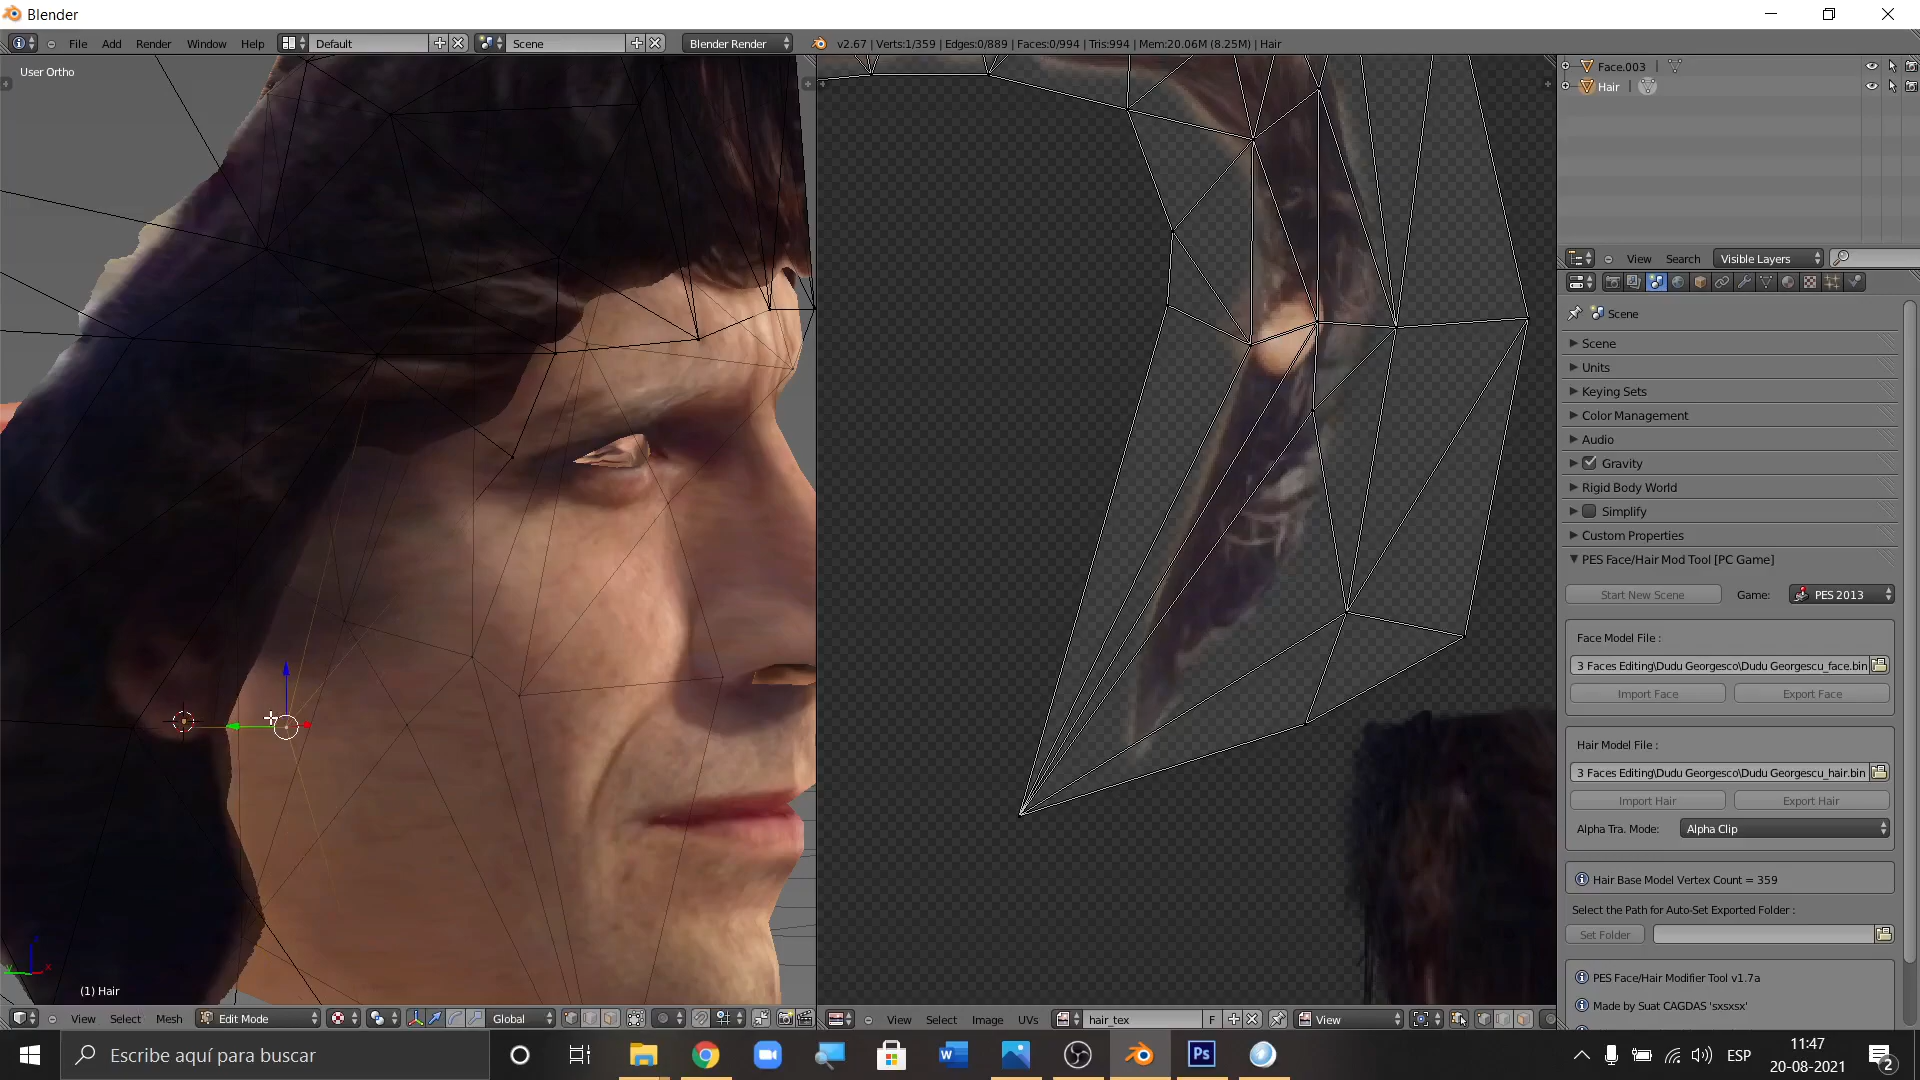 Blender
File Add Render Window Help Default Scene Blender Render v2.67 | Verts:1/359 | Edges:0/889 | Faces:0/994 | Tris:994 | Mem:20.06M (8.25M) | Hair
User Ortho
Face.003
Hair
View Search Visible Layers
Scene
Scene
Units
Keying Sets
Color Management
Audio
Gravity
Rigid Body World
Simplify
Custom Properties
PES Face/Hair Mod Tool [PC Game]
Start New Scene Game: PES 2013
Face Model File :
3 Faces Editing\Dudu Georgesco\Dudu Georgescu_face.bin
Import Face Export Face
Hair Model File :
3 Faces Editing\Dudu Georgesco\Dudu Georgescu_hair.bin
Import Hair Export Hair
Alpha Tra. Mode: Alpha Clip
Hair Base Model Vertex Count = 359
Select the Path for Auto-Set Exported Folder :
Set Folder
PES Face/Hair Modifier Tool v1.7a
Made by Suat CAGDAS 'sxsxsx'
z
y x
(1) Hair
View Select Mesh Edit Mode Global
View Select Image UVs hair_tex F View
Escribe aquí para buscar
W
Ps
ESP
11:47
20-08-2021
2